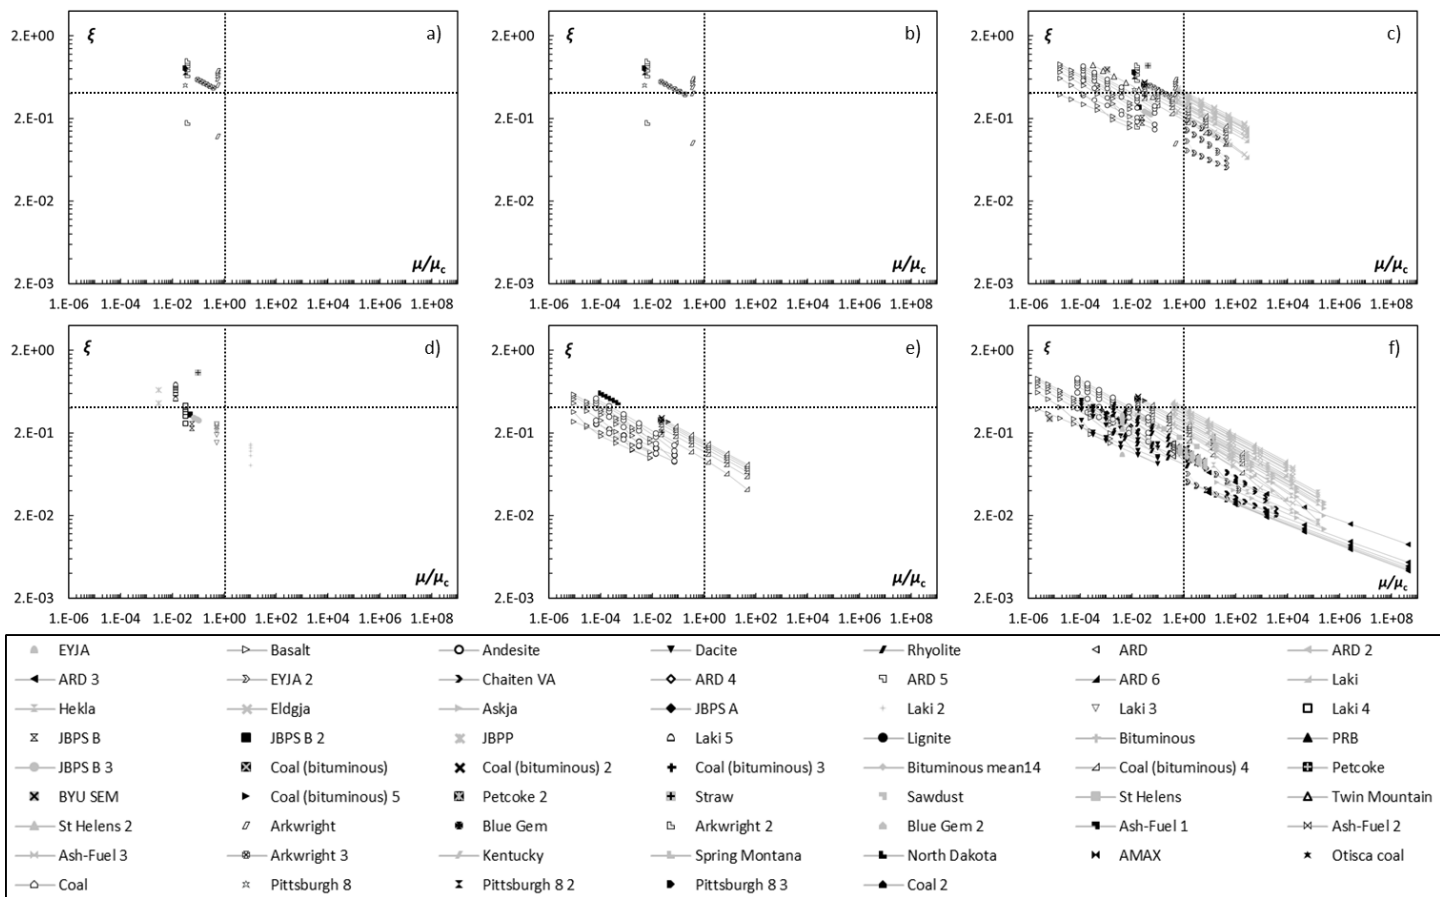 ξ a)
2.E+00
2.E-01
2.E-02
2.E-03
μ/μc
1.E-06 1.E-04 1.E-02 1.E+00 1.E+02 1.E+04 1.E+06 1.E+08
ξ b)
2.E+00
2.E-01
2.E-02
2.E-03
μ/μc
1.E-06 1.E-04 1.E-02 1.E+00 1.E+02 1.E+04 1.E+06 1.E+08
ξ c)
2.E+00
2.E-01
2.E-02
2.E-03
μ/μc
1.E-06 1.E-04 1.E-02 1.E+00 1.E+02 1.E+04 1.E+06 1.E+08
ξ d)
2.E+00
2.E-01
2.E-02
2.E-03
μ/μc
1.E-06 1.E-04 1.E-02 1.E+00 1.E+02 1.E+04 1.E+06 1.E+08
ξ e)
2.E+00
2.E-01
2.E-02
2.E-03
μ/μc
1.E-06 1.E-04 1.E-02 1.E+00 1.E+02 1.E+04 1.E+06 1.E+08
ξ f)
2.E+00
2.E-01
2.E-02
2.E-03
μ/μc
1.E-06 1.E-04 1.E-02 1.E+00 1.E+02 1.E+04 1.E+06 1.E+08
EYJA Basalt Andesite Dacite Rhyolite ARD ARD 2
ARD 3 EYJA 2 Chaiten VA ARD 4 ARD 5 ARD 6 Laki
Hekla Eldgja Askja JBPS A Laki 2 Laki 3 Laki 4
JBPS B JBPS B 2 JBPP Laki 5 Lignite Bituminous PRB
JBPS B 3 Coal (bituminous) Coal (bituminous) 2 Coal (bituminous) 3 Bituminous mean14 Coal (bituminous) 4 Petcoke
BYU SEM Coal (bituminous) 5 Petcoke 2 Straw Sawdust St Helens Twin Mountain
St Helens 2 Arkwright Blue Gem Arkwright 2 Blue Gem 2 Ash-Fuel 1 Ash-Fuel 2
Ash-Fuel 3 Arkwright 3 Kentucky Spring Montana North Dakota AMAX Otisca coal
Coal Pittsburgh 8 Pittsburgh 8 2 Pittsburgh 8 3 Coal 2